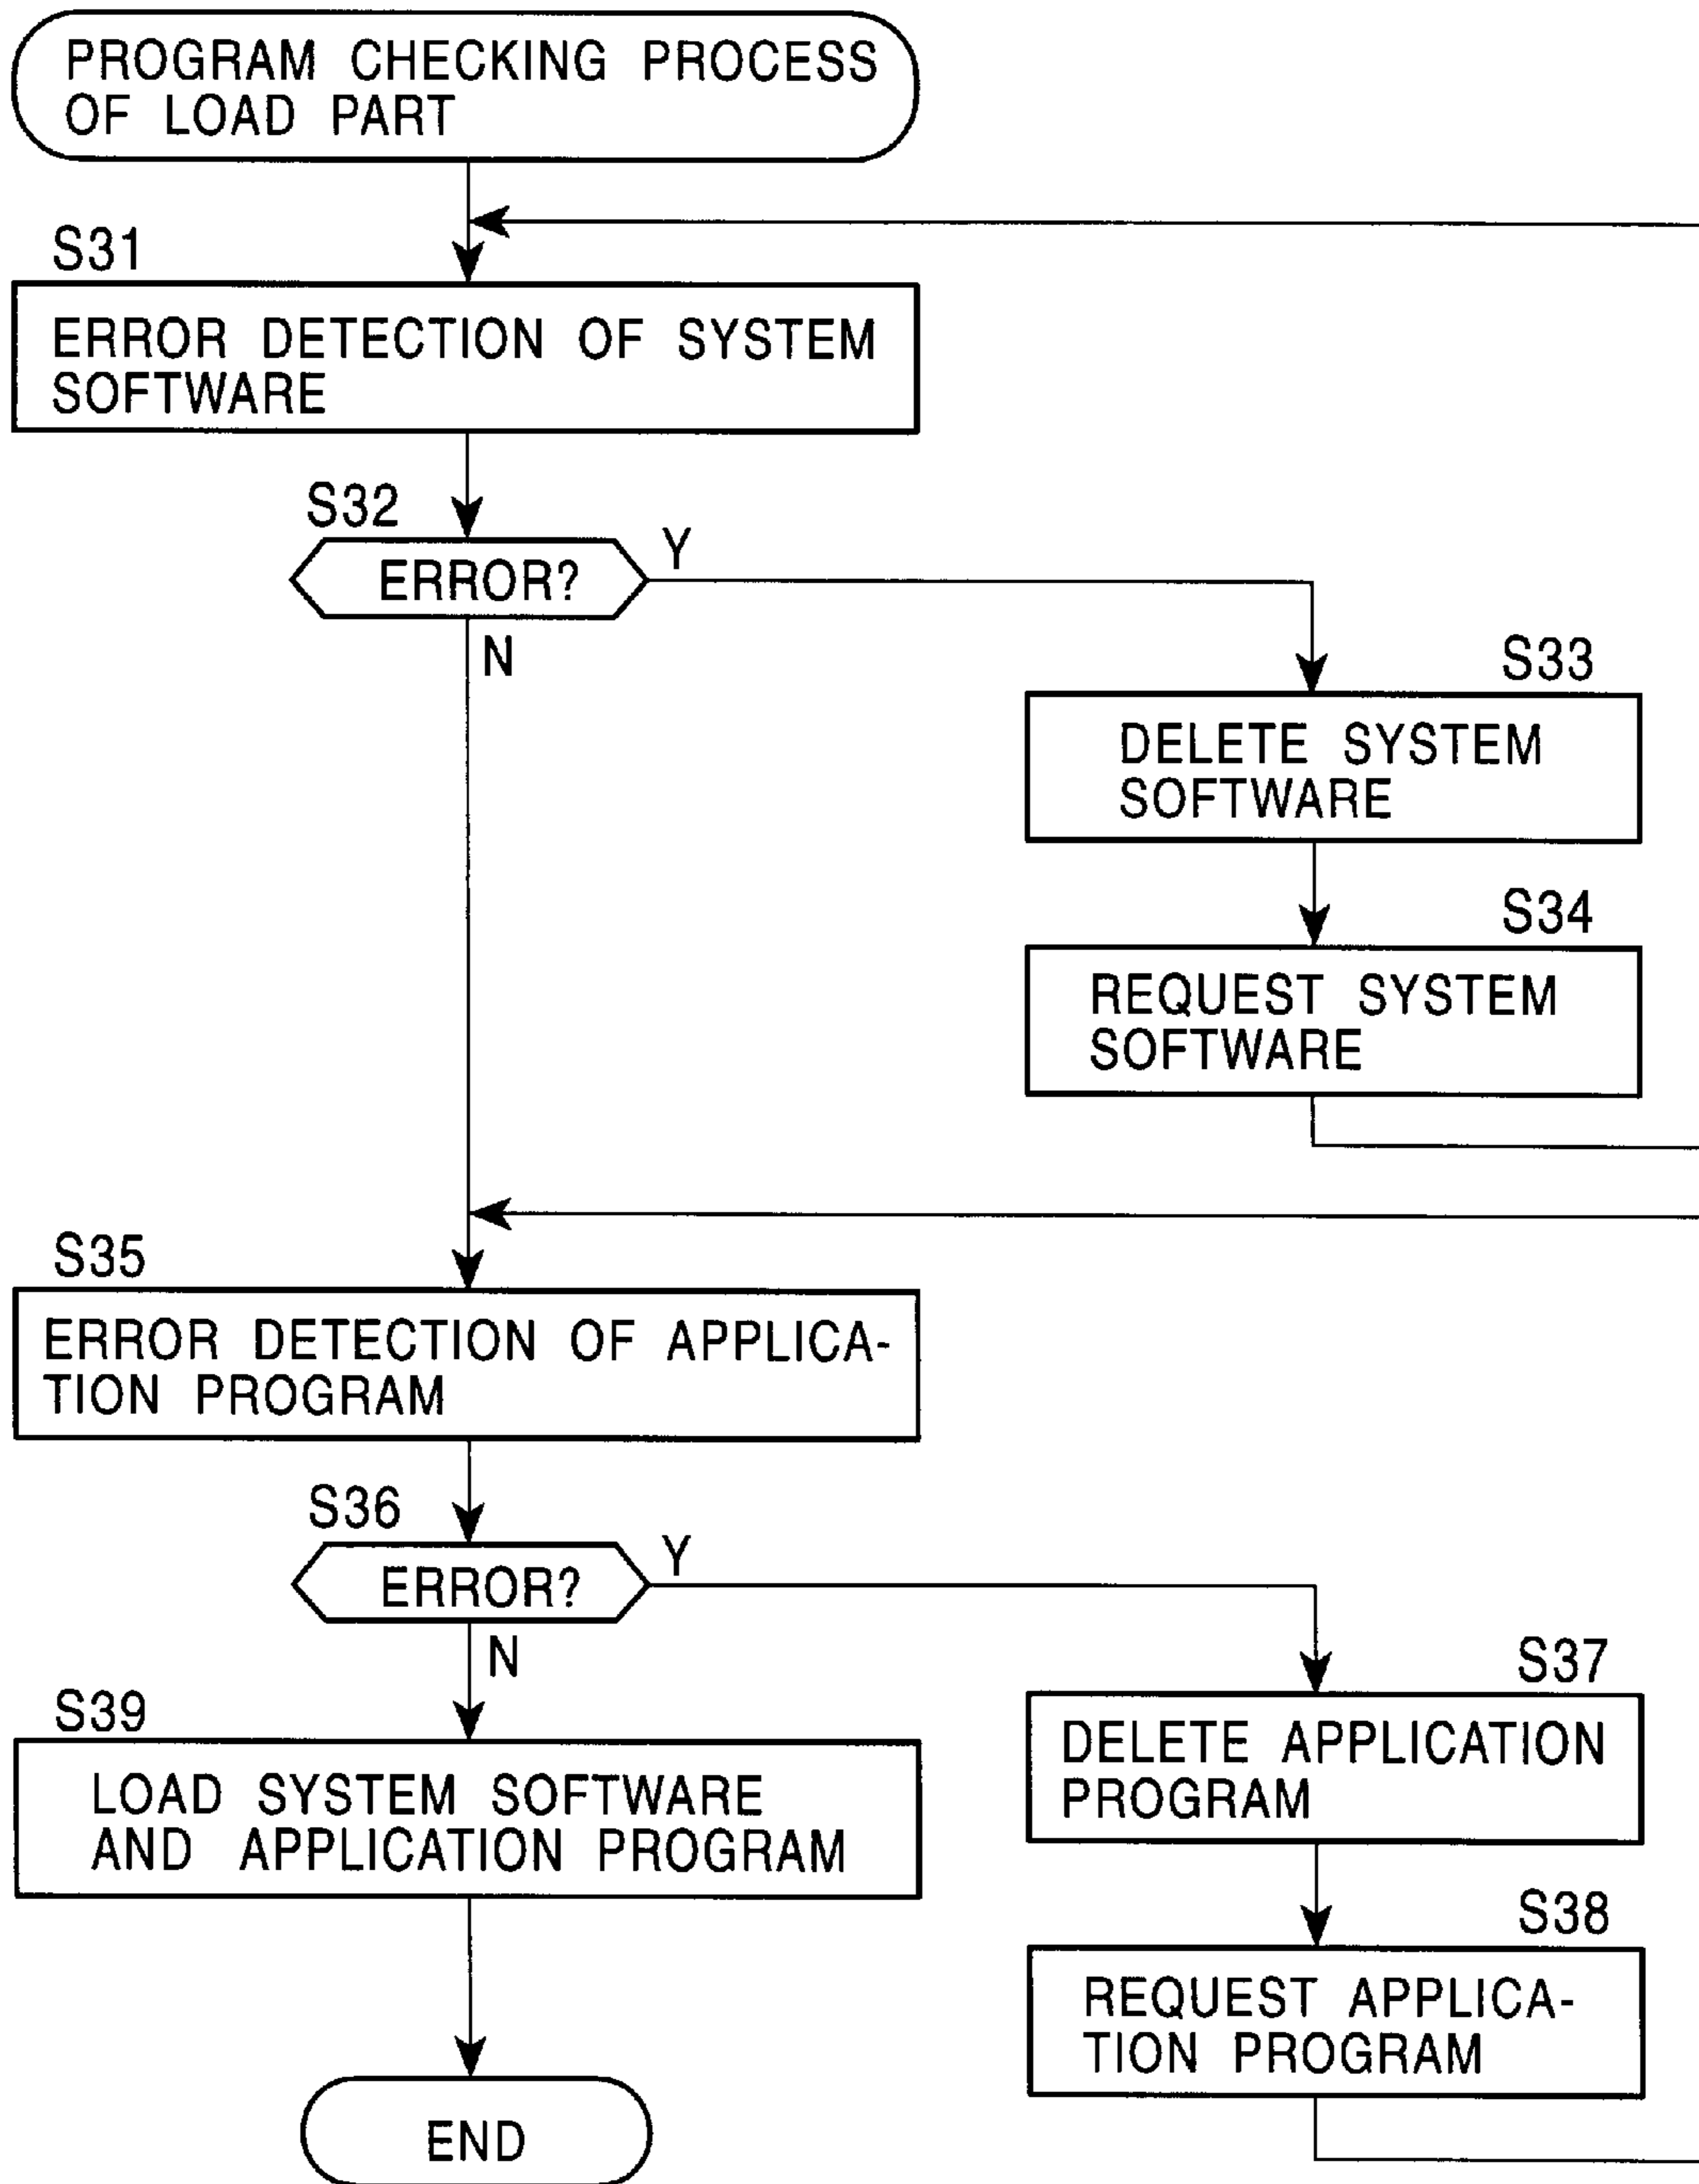 PROGRAM CHECKING PROCESS
OF LOAD PART
S31
ERROR DETECTION OF SYSTEM
SOFTWARE
S32
ERROR?
Y
N
S33
DELETE SYSTEM
SOFTWARE
S34
REQUEST SYSTEM
SOFTWARE
S35
ERROR DETECTION OF APPLICA-
TION PROGRAM
S36
ERROR?
Y
N
S37
DELETE APPLICATION
PROGRAM
S38
REQUEST APPLICA-
TION PROGRAM
S39
LOAD SYSTEM SOFTWARE
AND APPLICATION PROGRAM
END